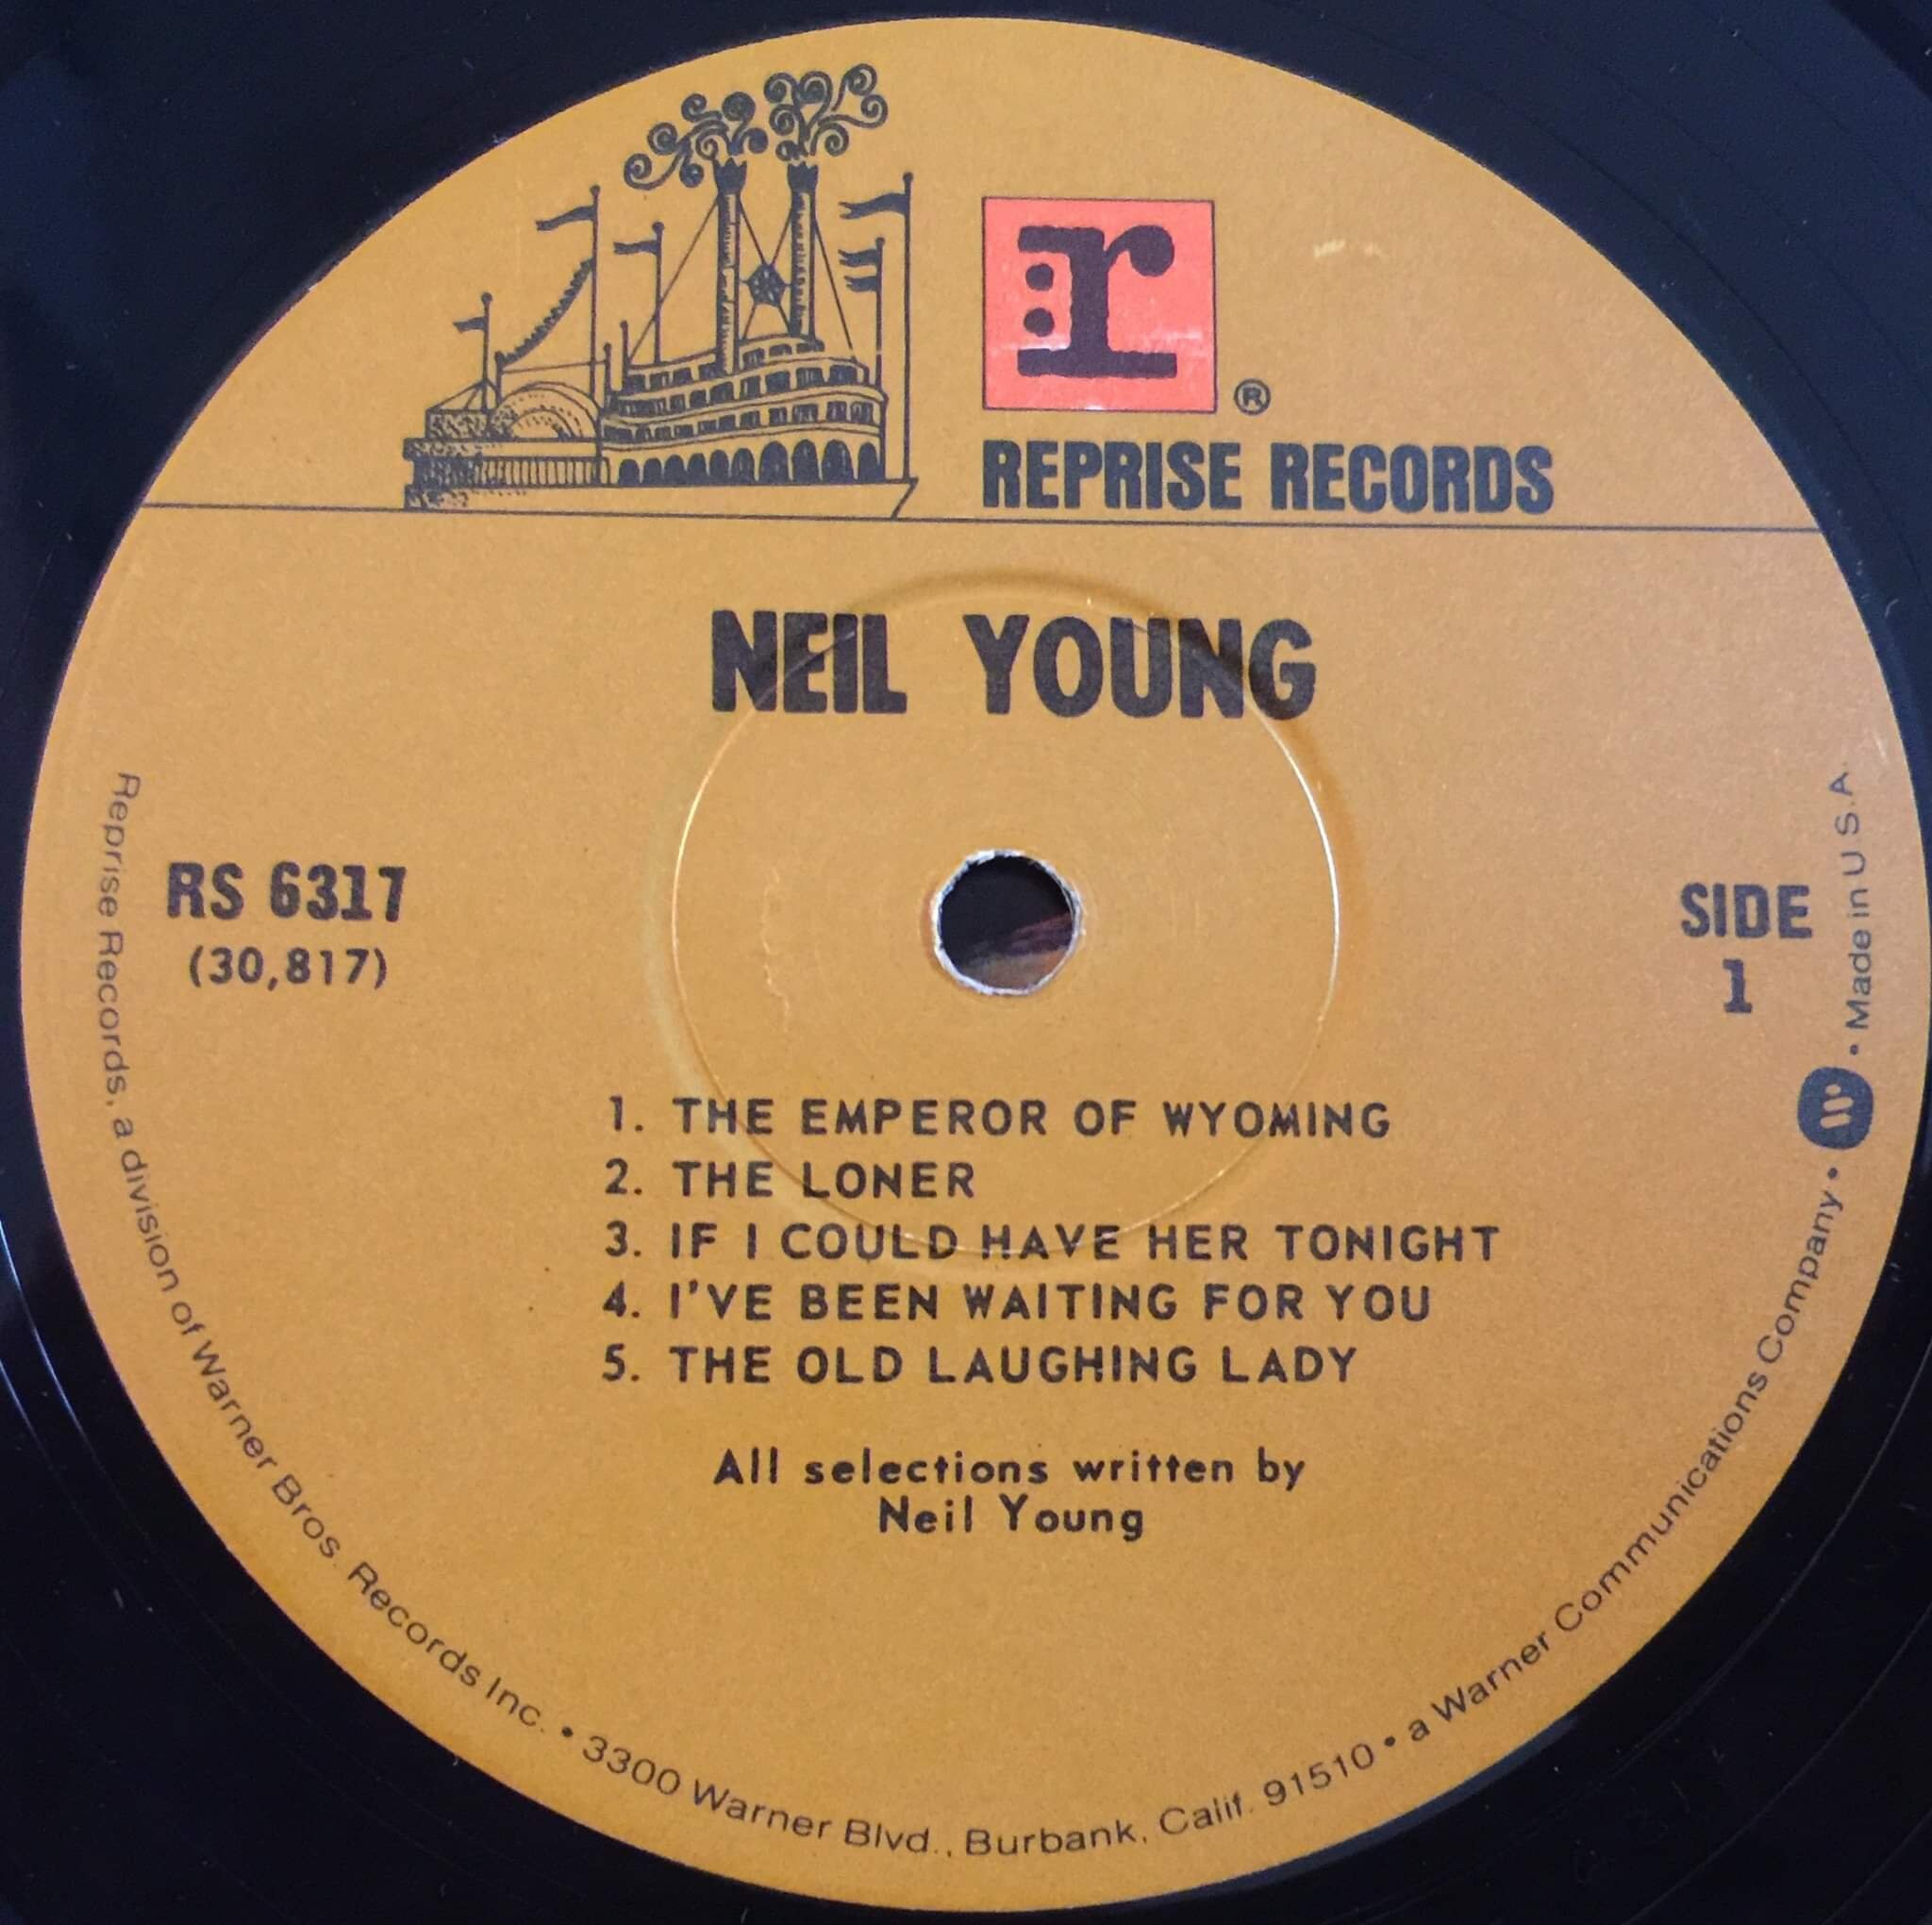 r
®
REPRISE RECORDS
NEIL YOUNG
RS 6317
(30,817)
SIDE
1
1. THE EMPEROR OF WYOMING
2. THE LONER
3. IF I COULD HAVE HER TONIGHT
4. I'VE BEEN WAITING FOR YOU
5. THE OLD LAUGHING LADY
All selections written by
Neil Young
Reprise Records, a division of Warner Bros. Records Inc. • 3300 Warner Blvd., Burbank, Calif. 91510 • a Warner Communications Company • W • Made in U.S.A.